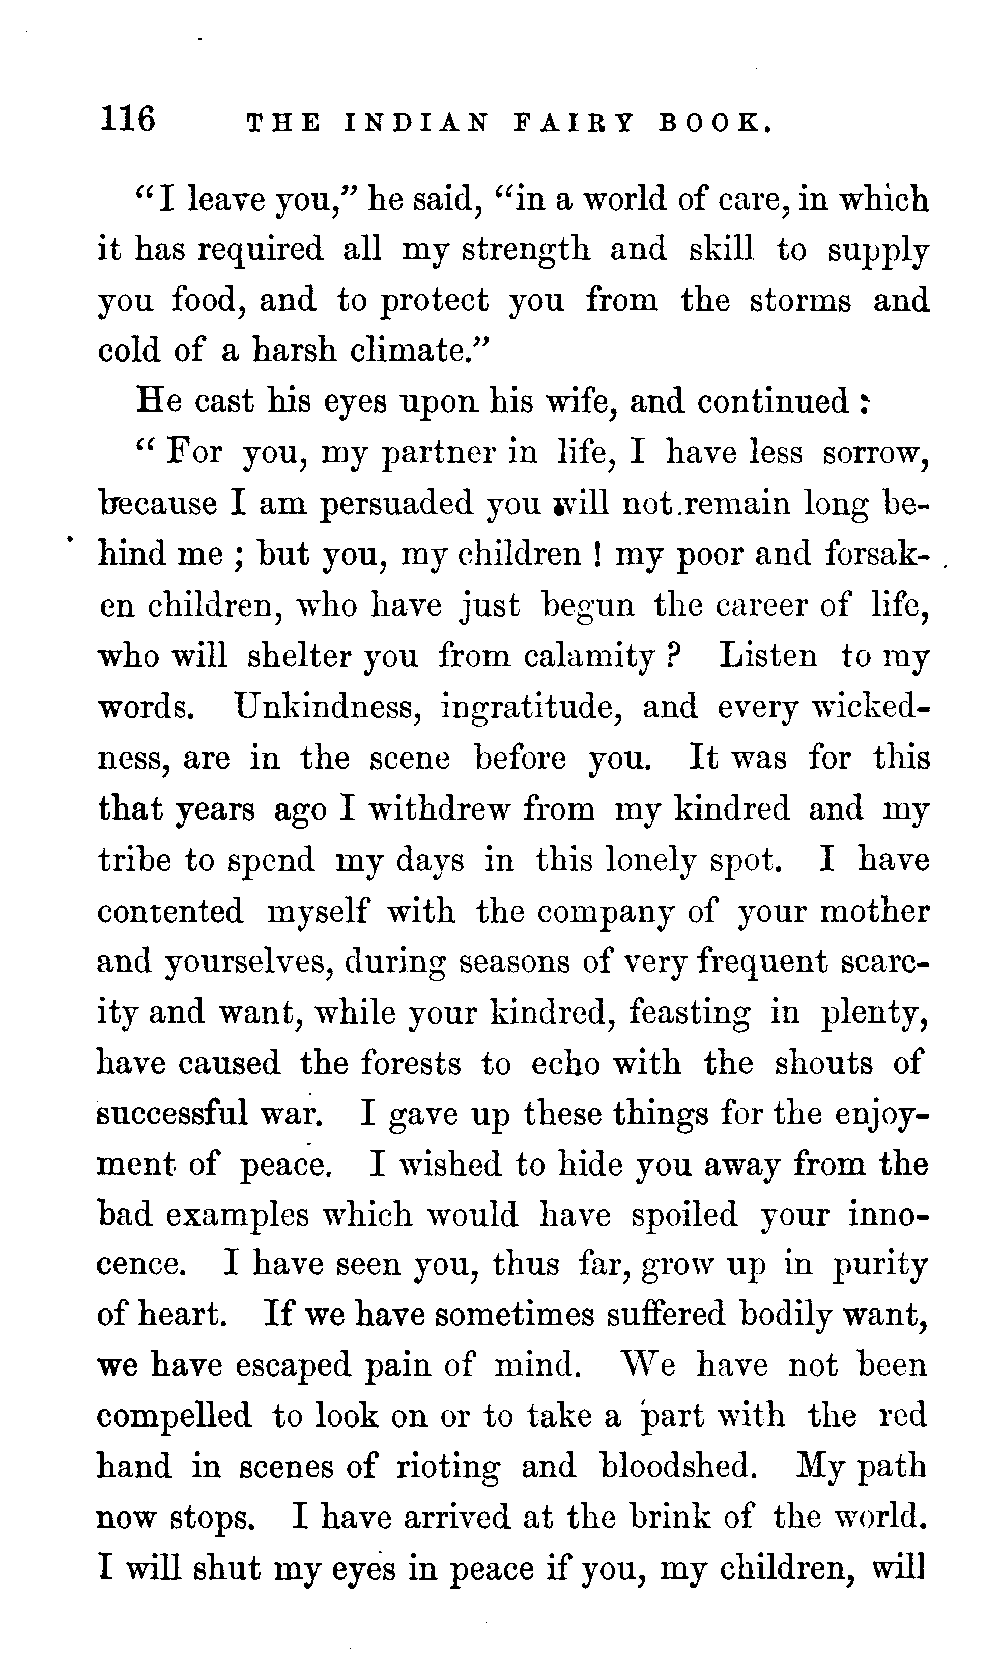 116 THE INDIAN FAIRY BOOK.
"I leave you," he said, "in a world of care, in which
it has required all my strength and skill to supply
you food, and to protect you from the storms and
cold of a harsh climate."
He cast his eyes upon his wife, and continued :
" For you, my partner in life, I have less sorrow,
because I am persuaded you will not remain long be-
hind me ; but you, my children ! my poor and forsak-
en children, who have just begun the career of life,
who will shelter you from calamity ? Listen to my
words. Unkindness, ingratitude, and every wicked-
ness, are in the scene before you. It was for this
that years ago I withdrew from my kindred and my
tribe to spend my days in this lonely spot. I have
contented myself with the company of your mother
and yourselves, during seasons of very frequent scarc-
ity and want, while your kindred, feasting in plenty,
have caused the forests to echo with the shouts of
successful war. I gave up these things for the enjoy-
ment of peace. I wished to hide you away from the
bad examples which would have spoiled your inno-
cence. I have seen you, thus far, grow up in purity
of heart. If we have sometimes suffered bodily want,
we have escaped pain of mind. We have not been
compelled to look on or to take a part with the red
hand in scenes of rioting and bloodshed. My path
now stops. I have arrived at the brink of the world.
I will shut my eyes in peace if you, my children, will